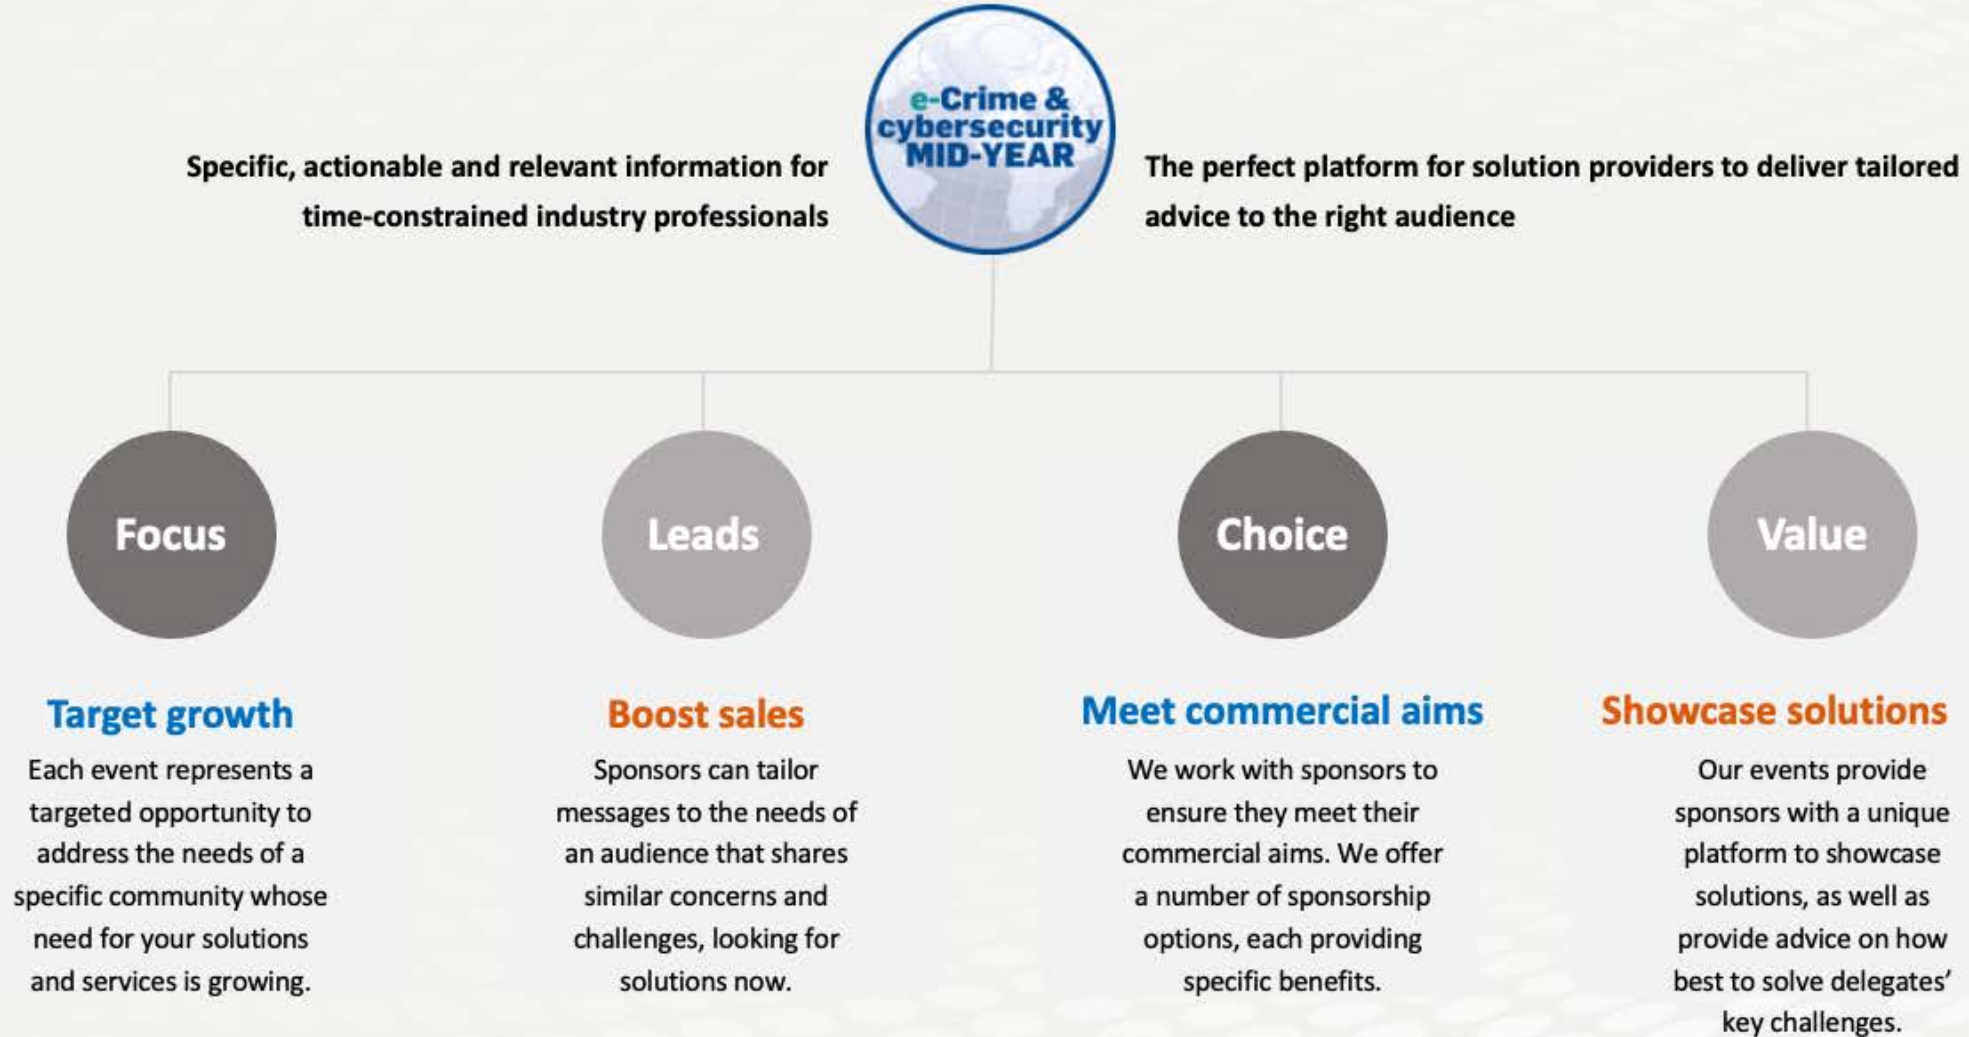 e-Crime &
cybersecurity
MID-YEAR
Specific, actionable and relevant information for
time-constrained industry professionals
The perfect platform for solution providers to deliver tailored
advice to the right audience
Focus
Target growth
Each event represents a
targeted opportunity to
address the needs of a
specific community whose
need for your solutions
and services is growing.
Leads
Boost sales
Sponsors can tailor
messages to the needs of
an audience that shares
similar concerns and
challenges, looking for
solutions now.
Choice
Meet commercial aims
We work with sponsors to
ensure they meet their
commercial aims. We offer
a number of sponsorship
options, each providing
specific benefits.
Value
Showcase solutions
Our events provide
sponsors with a unique
platform to showcase
solutions, as well as
provide advice on how
best to solve delegates’
key challenges.